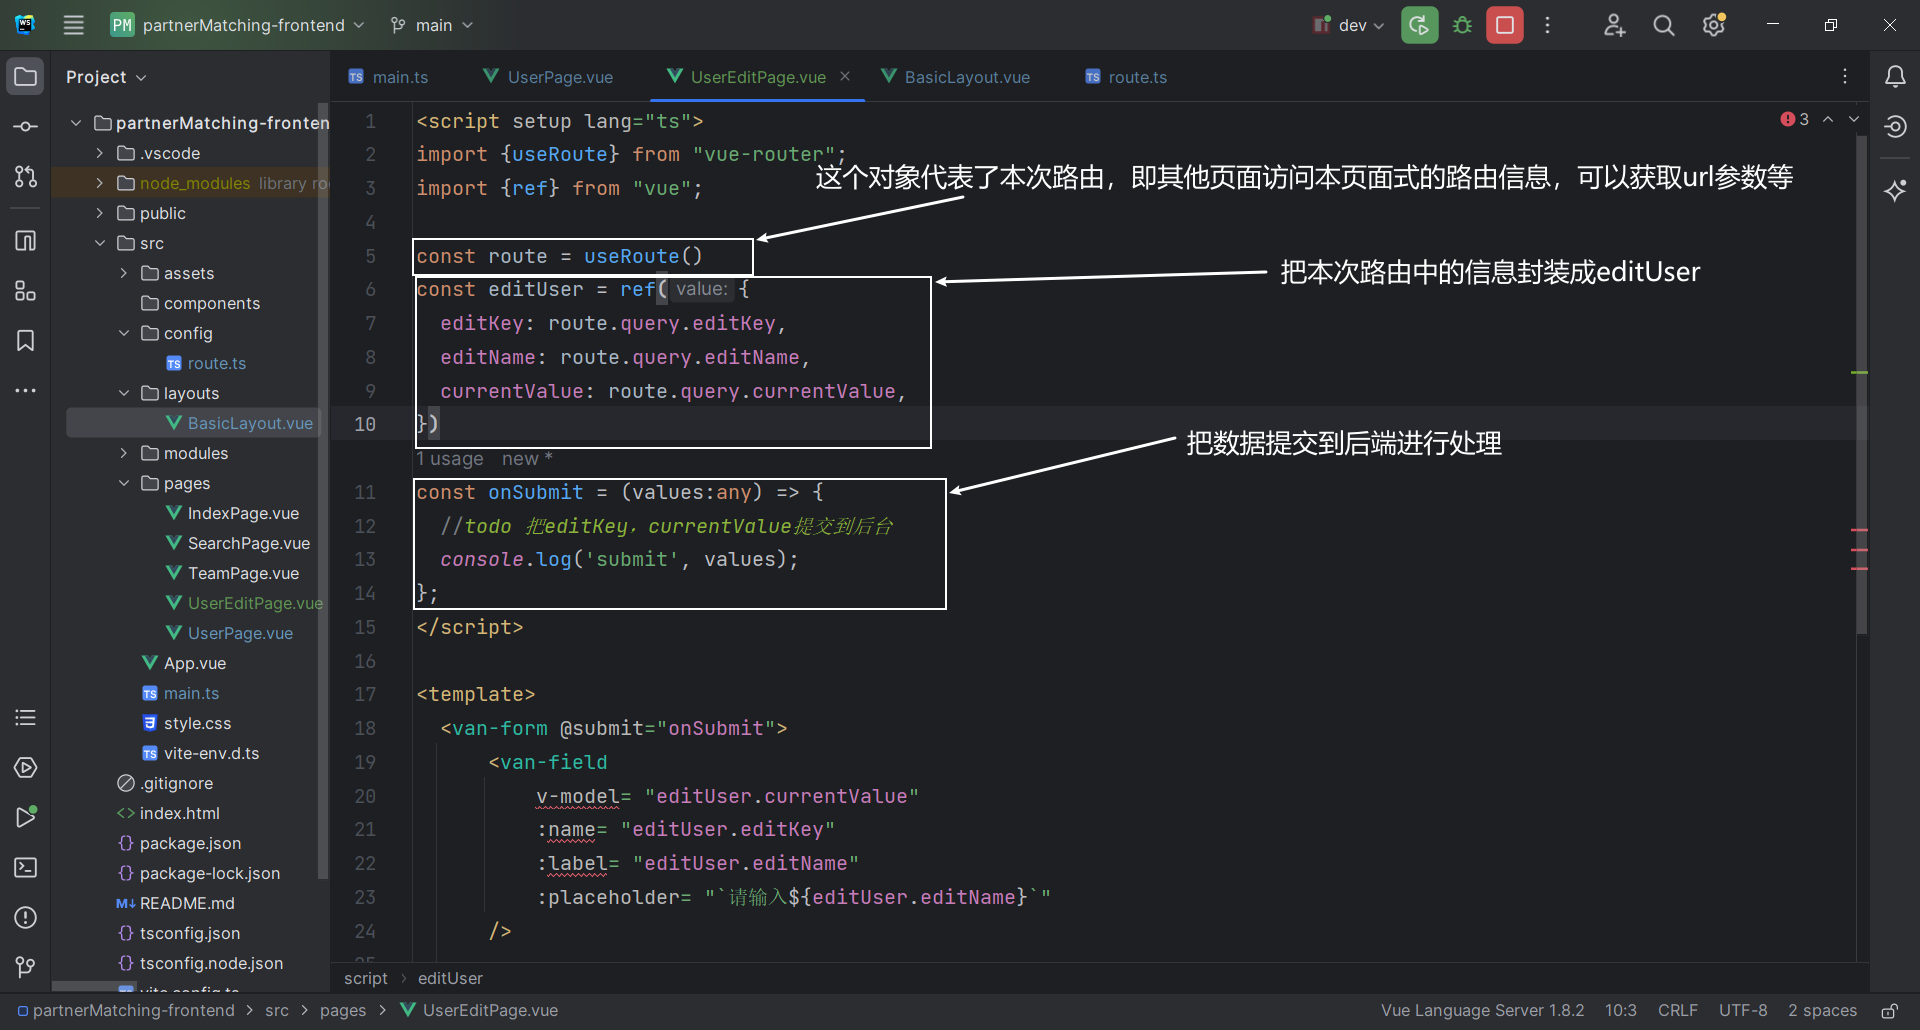 WS
PM partnerMatching-frontend
main
dev
Project
main.ts
UserPage.vue
UserEditPage.vue
BasicLayout.vue
route.ts
partnerMatching-fronten
.vscode
node_modules library ro
public
src
assets
components
config
route.ts
layouts
BasicLayout.vue
modules
pages
IndexPage.vue
SearchPage.vue
TeamPage.vue
UserEditPage.vue
UserPage.vue
App.vue
main.ts
style.css
vite-env.d.ts
.gitignore
index.html
package.json
package-lock.json
README.md
tsconfig.json
tsconfig.node.json
vite.config.ts
3
1 <script setup lang="ts">
2 import {useRoute} from "vue-router";
这个对象代表了本次路由，即其他页面访问本页面式的路由信息，可以获取url参数等
3 import {ref} from "vue";
4
5 const route = useRoute()
把本次路由中的信息封装成editUser
6 const editUser = ref( value: {
7 editKey: route.query.editKey,
8 editName: route.query.editName,
9 currentValue: route.query.currentValue,
10 })
把数据提交到后端进行处理
1 usage new *
11 const onSubmit = (values:any) => {
12 //todo 把editKey，currentValue提交到后台
13 console.log('submit', values);
14 };
15 </script>
16
17 <template>
18 <van-form @submit="onSubmit">
19 <van-field
20 v-model= "editUser.currentValue"
21 :name= "editUser.editKey"
22 :label= "editUser.editName"
23 :placeholder= "`请输入${editUser.editName}`"
24 />
script > editUser
partnerMatching-frontend > src > pages > UserEditPage.vue
Vue Language Server 1.8.2 10:3 CRLF UTF-8 2 spaces